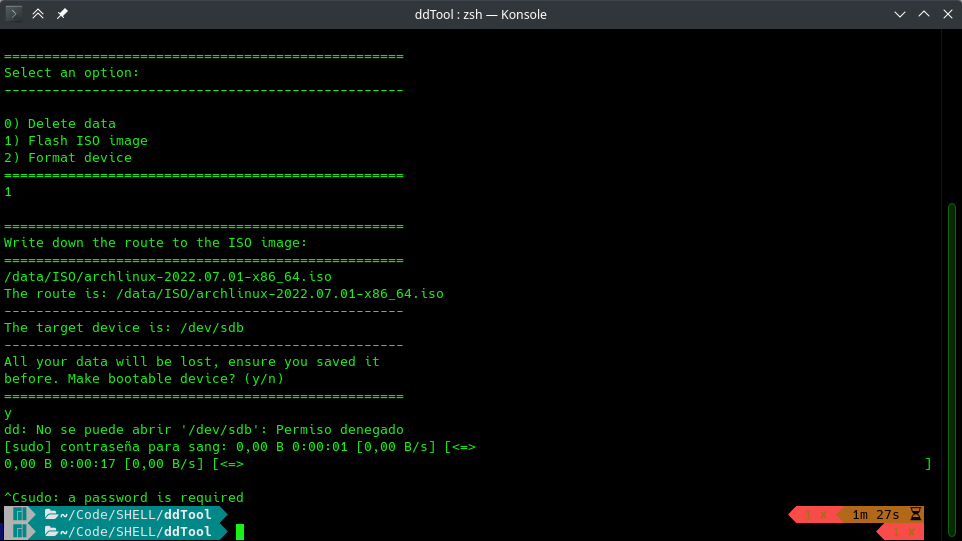 ddTool : zsh — Konsole
==================================================
Select an option:
--------------------------------------------------
0) Delete data
1) Flash ISO image
2) Format device
==================================================
1
==================================================
Write down the route to the ISO image:
==================================================
/data/ISO/archlinux-2022.07.01-x86_64.iso
The route is: /data/ISO/archlinux-2022.07.01-x86_64.iso
--------------------------------------------------
The target device is: /dev/sdb
--------------------------------------------------
All your data will be lost, ensure you saved it
before. Make bootable device? (y/n)
==================================================
y
dd: No se puede abrir '/dev/sdb': Permiso denegado
[sudo] contraseña para sang: 0,00 B 0:00:01 [0,00 B/s] [<=>
0,00 B 0:00:17 [0,00 B/s] [<=> ]
^Csudo: a password is required
~/Code/SHELL/ddTool 1 x 1m 27s
~/Code/SHELL/ddTool 1 x